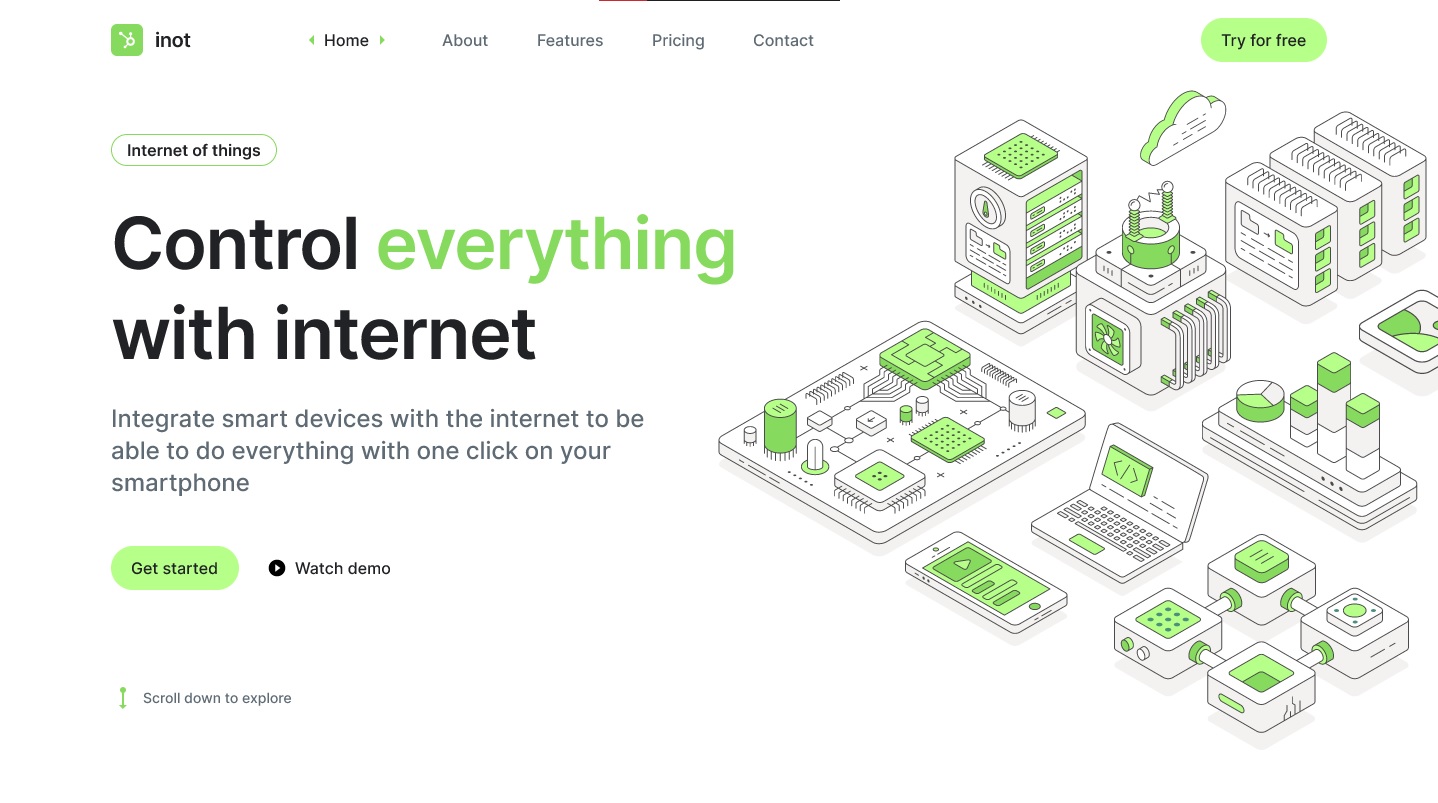 inot
Home
About
Features
Pricing
Contact
Try for free
Internet of things
Control everything
with internet
Integrate smart devices with the internet to be
able to do everything with one click on your
smartphone
Get started
Watch demo
</>
Scroll down to explore